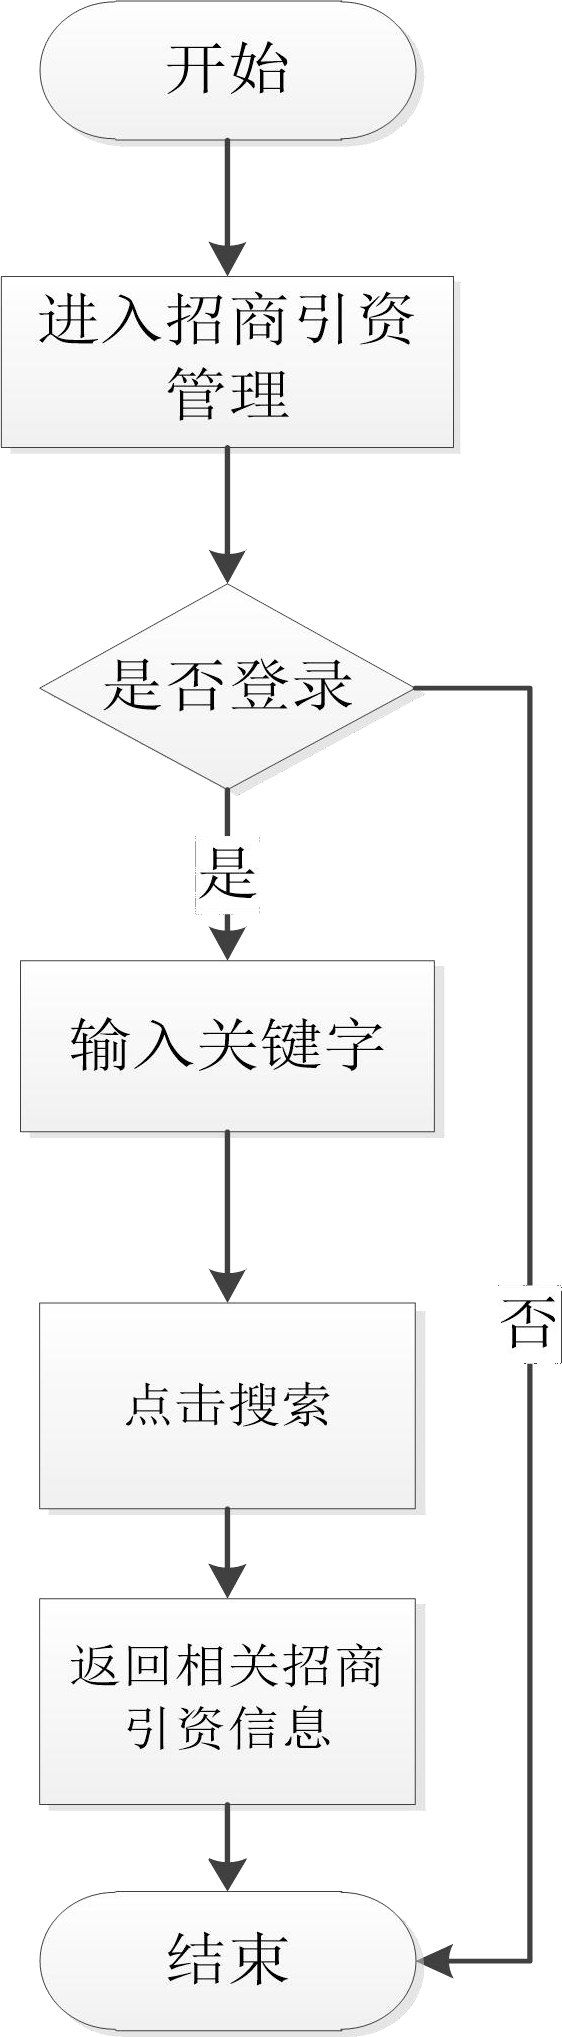 开始
进入招商引资
管理
是否登录
是
输入关键字
否
点击搜索
返回相关招商
引资信息
结束